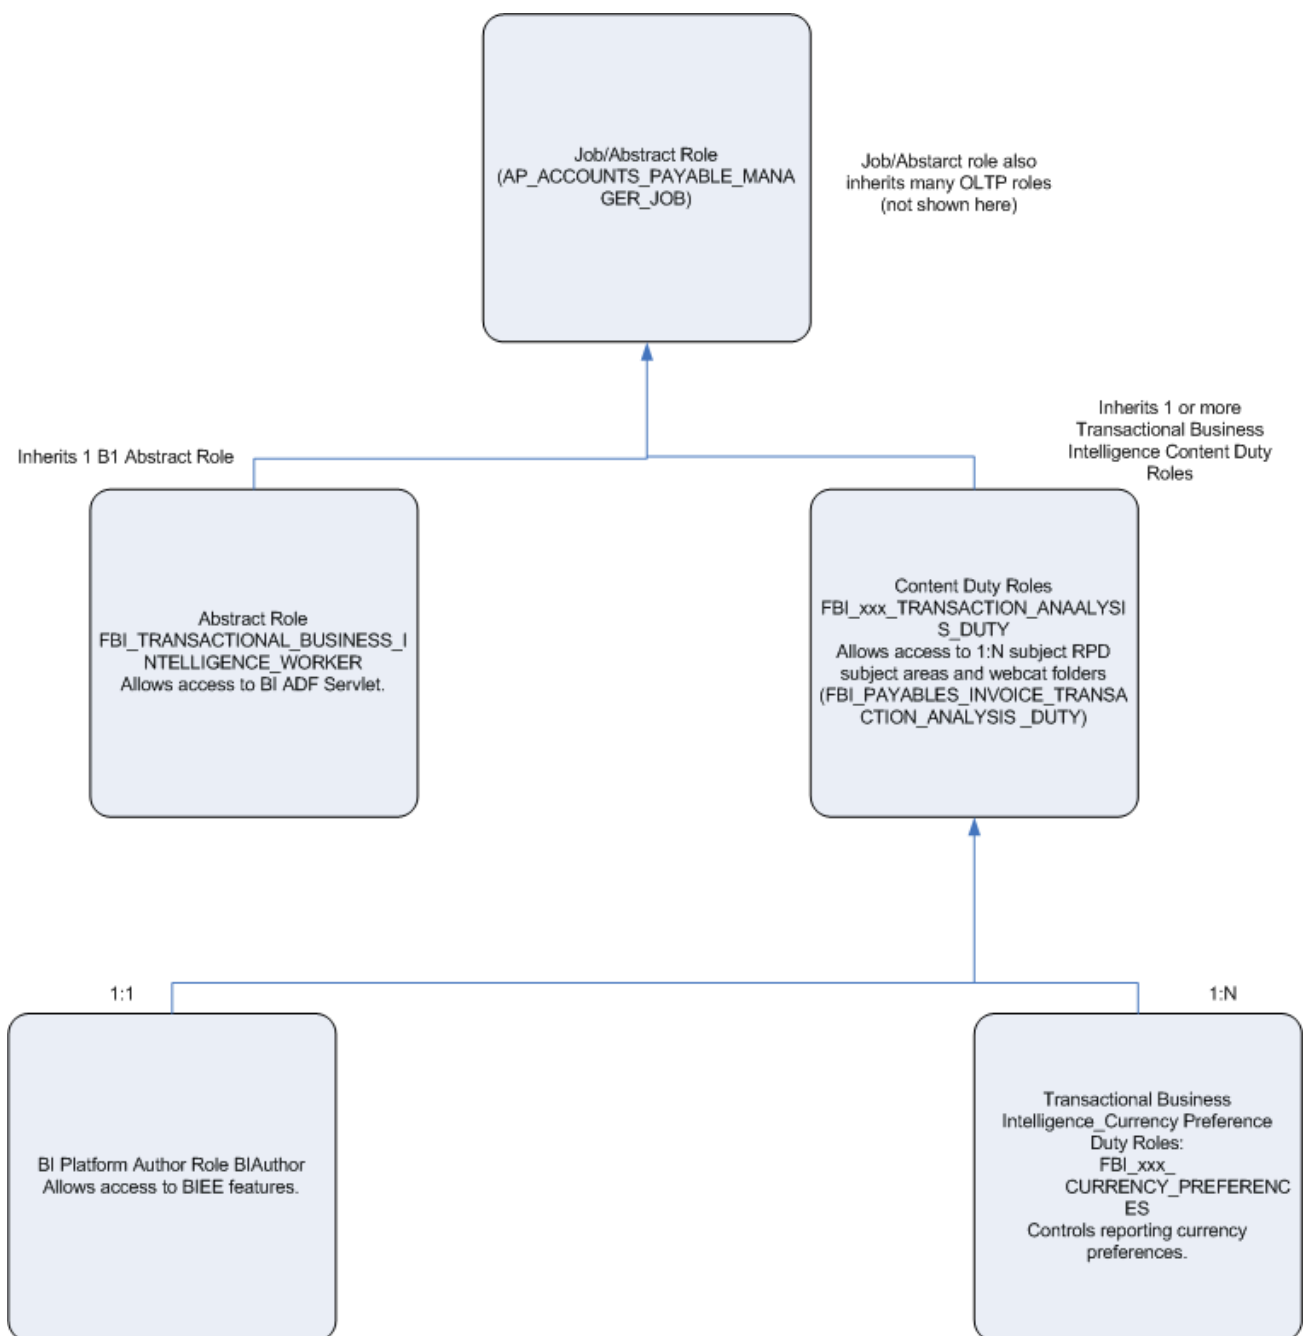 Job/Abstract Role
(AP_ACCOUNTS_PAYABLE_MANA
GER_JOB)
Job/Abstarct role also
inherits many OLTP roles
(not shown here)
Inherits 1 B1 Abstract Role
Inherits 1 or more
Transactional Business
Intelligence Content Duty
Roles
Abstract Role
FBI_TRANSACTIONAL_BUSINESS_I
NTELLIGENCE_WORKER
Allows access to BI ADF Servlet.
Content Duty Roles
FBI_xxx_TRANSACTION_ANAALYSI
S_DUTY
Allows access to 1:N subject RPD
subject areas and webcat folders
(FBI_PAYABLES_INVOICE_TRANSA
CTION_ANALYSIS _DUTY)
1:1
1:N
BI Platform Author Role BIAuthor
Allows access to BIEE features.
Transactional Business
Intelligence_Currency Preference
Duty Roles:
FBI_xxx_
CURRENCY_PREFERENC
ES
Controls reporting currency
preferences.